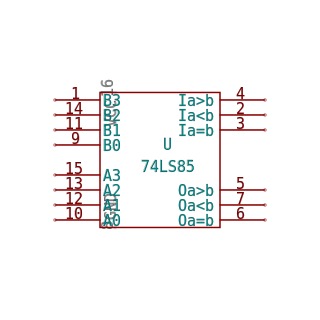 1 B3 Ia>b 4
14 B2 Ia<b 2
11 B1 Ia=b 3
9 B0
U
74LS85
15 A3
13 A2 Oa>b 5
12 A1 Oa<b 7
10 A0 Oa=b 6
16